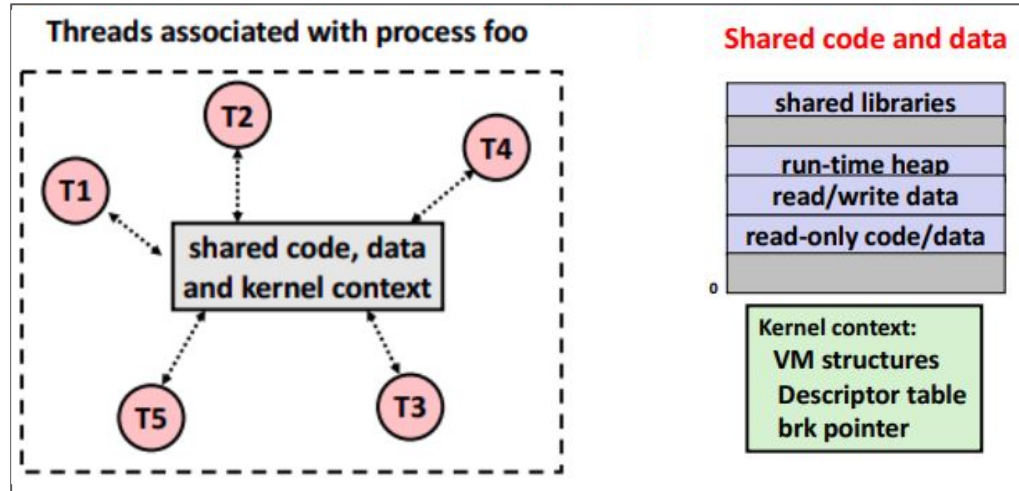 Threads associated with process foo
T2
T4
T1
shared code, data
and kernel context
T5
T3
Shared code and data
shared libraries
run-time heap
read/write data
read-only code/data
0
Kernel context:
VM structures
Descriptor table
brk pointer